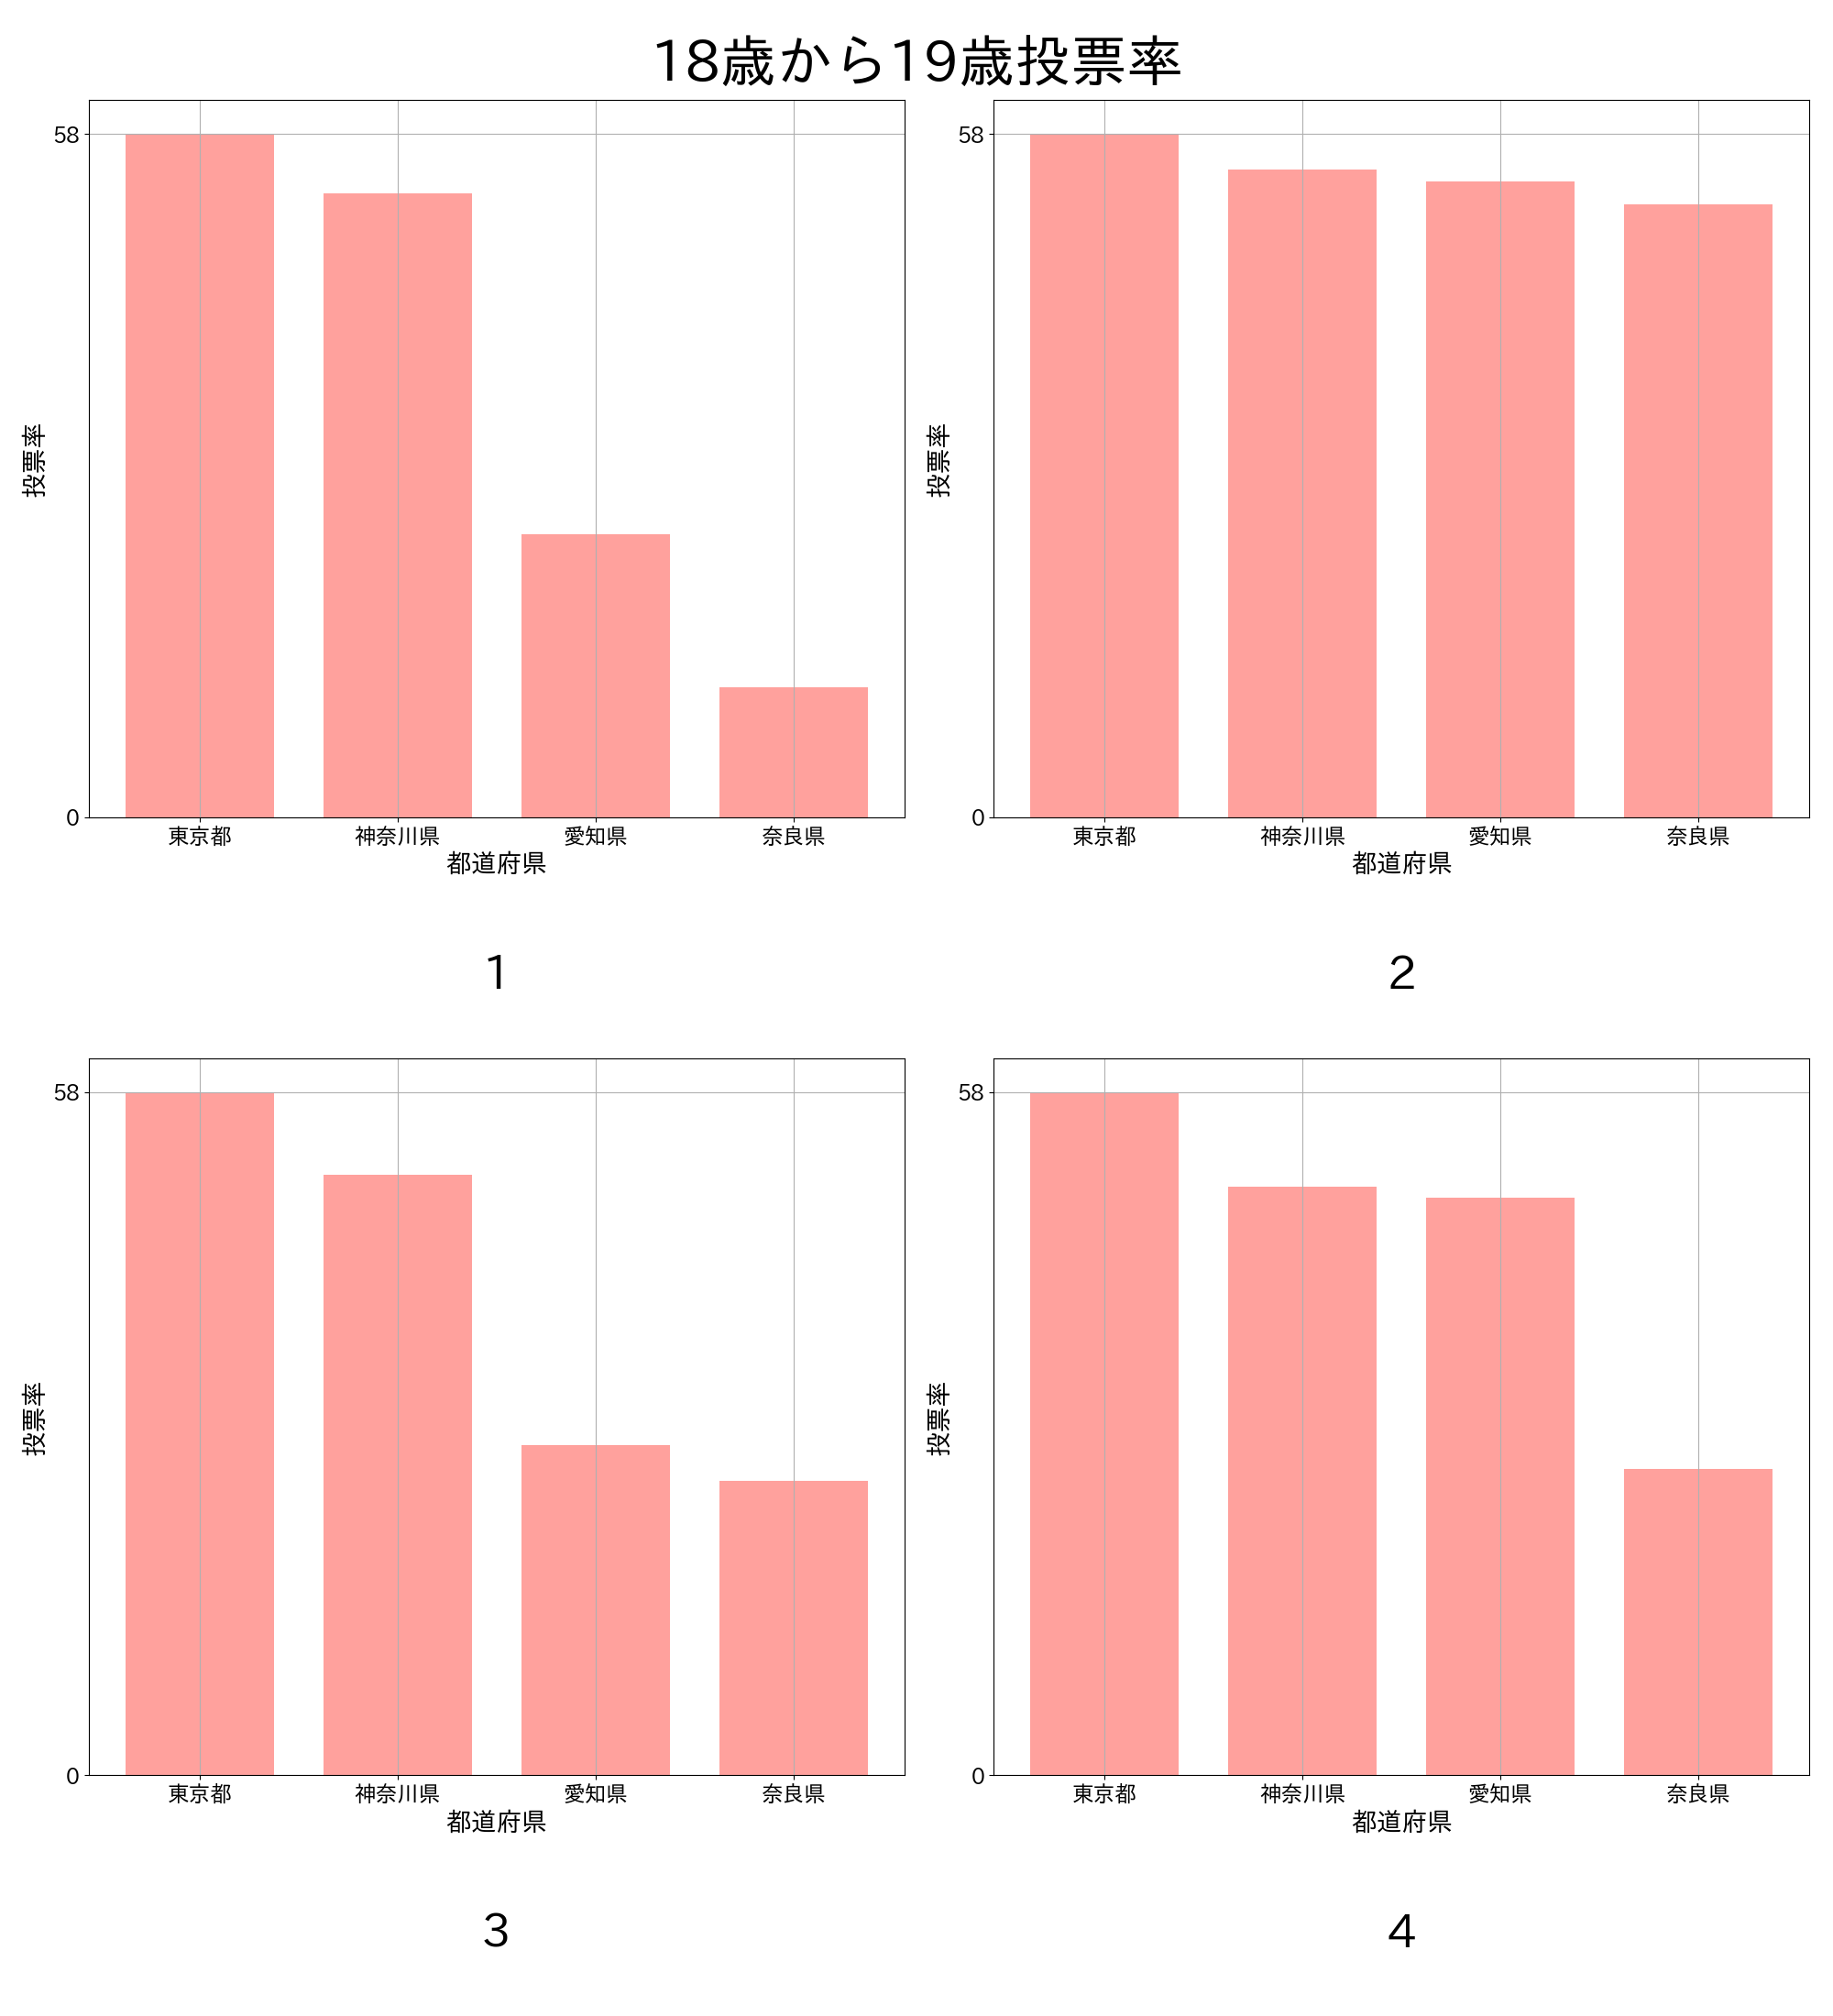 18歳から19歳投票率
58
0
投票率
東京都 神奈川県 愛知県 奈良県
都道府県
1
58
0
投票率
東京都 神奈川県 愛知県 奈良県
都道府県
2
58
0
投票率
東京都 神奈川県 愛知県 奈良県
都道府県
3
58
0
投票率
東京都 神奈川県 愛知県 奈良県
都道府県
4